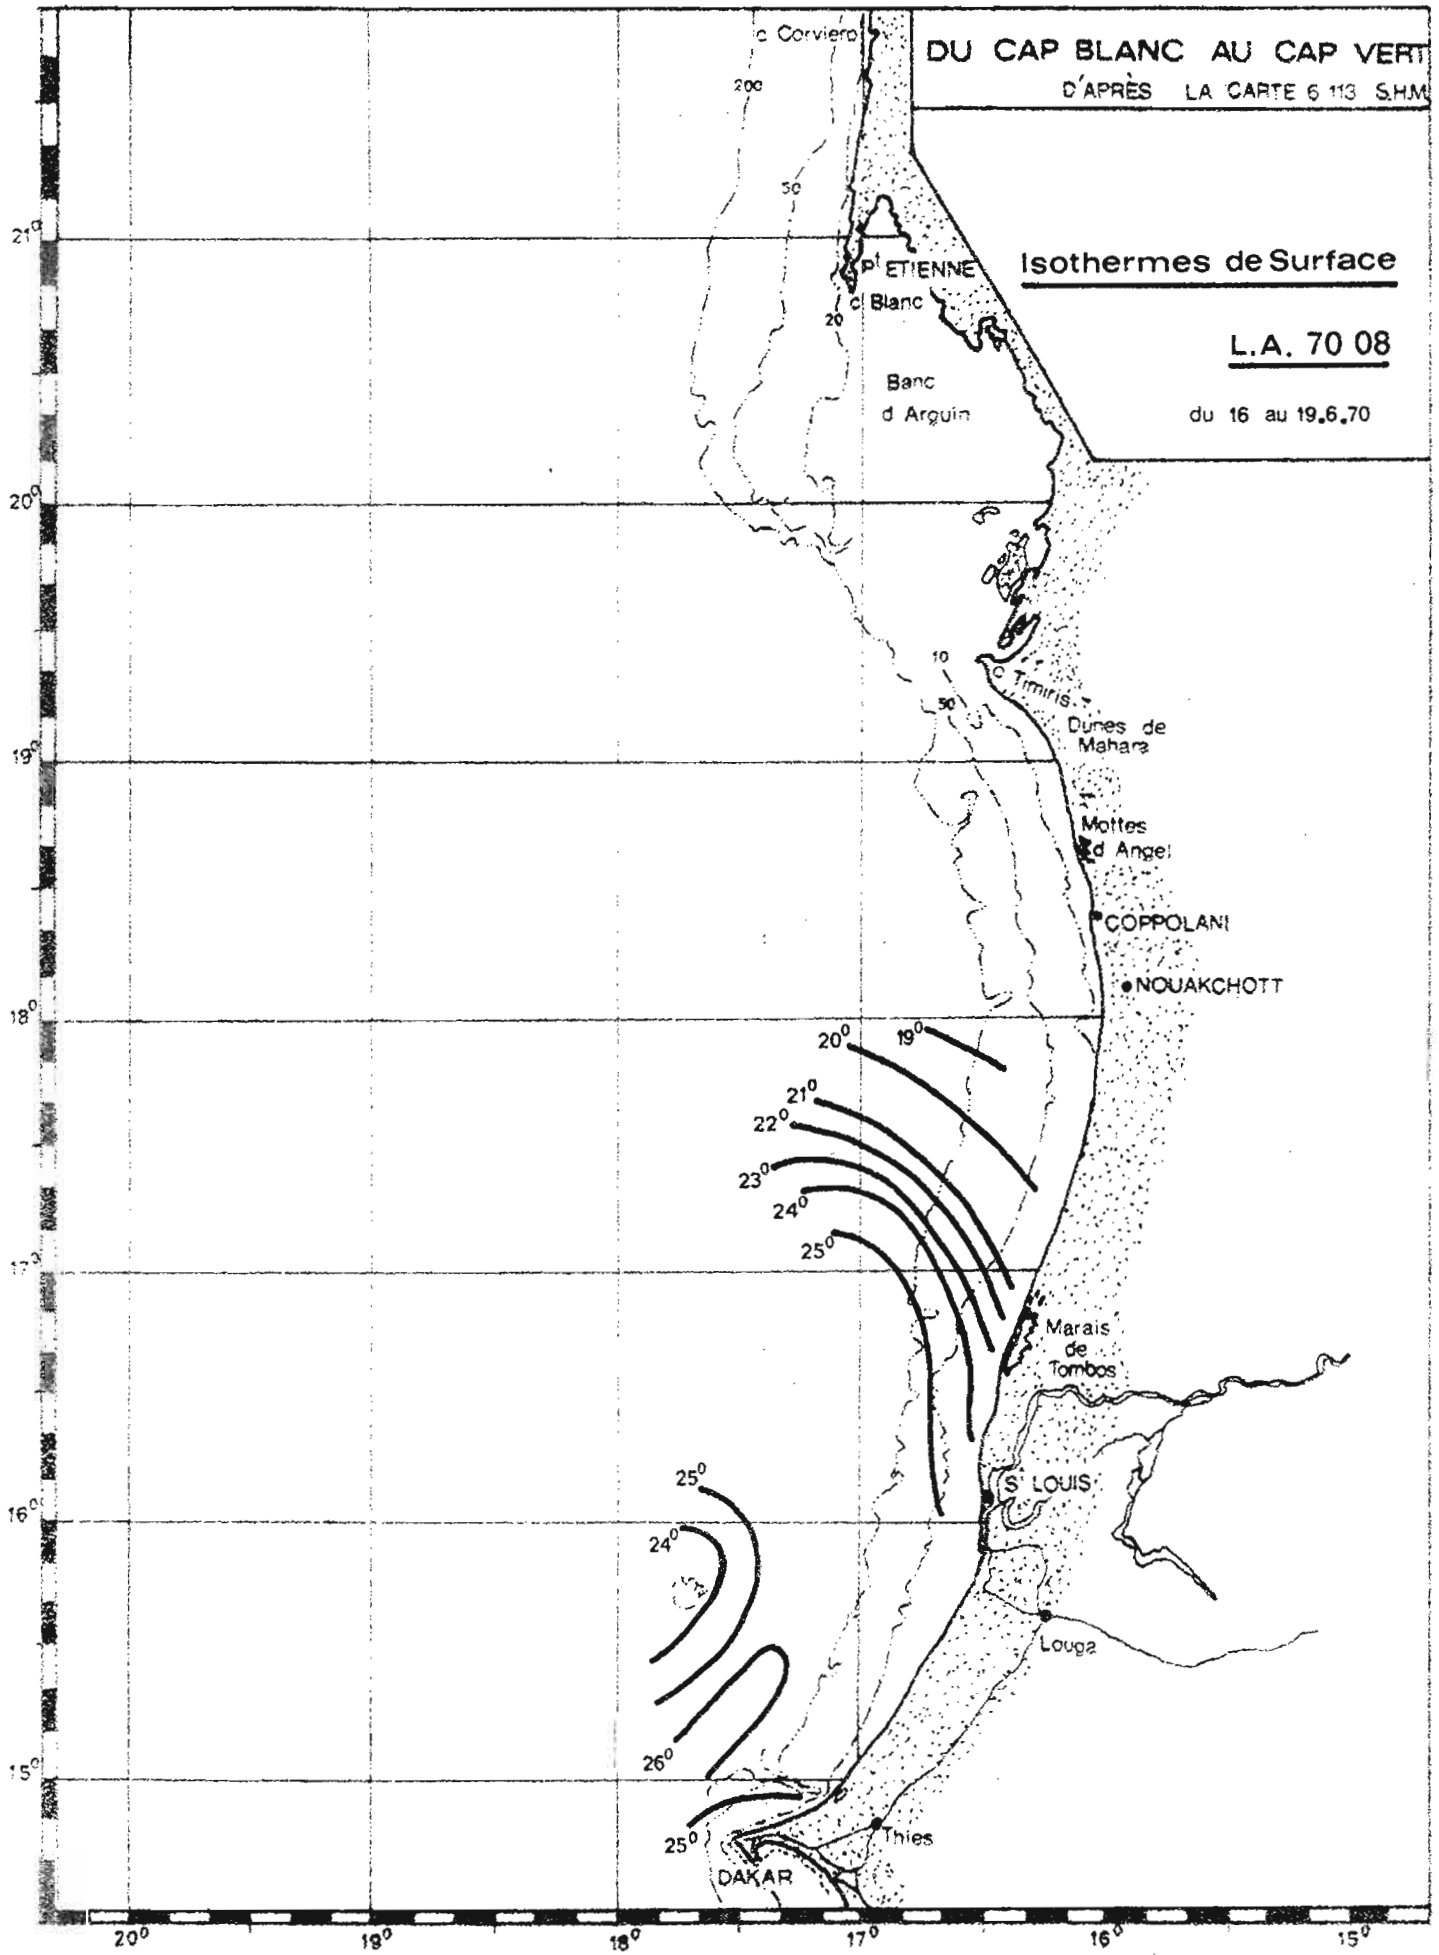 DU CAP BLANC AU CAP VERT
D'APRÈS LA CARTE 6 113 S.H.M
Isothermes de Surface
L.A. 70 08
du 16 au 19.6.70
c Corviero
200
50
21°
Pt ETIENNE
c Blanc
20
Banc
d Arguin
20°
10
c Timiris
50
Dunes de
Mahara
19°
Mottes
d Angel
COPPOLANI
NOUAKCHOTT
18°
20°
19°
21°
22°
23°
24°
25°
17°
Marais
de
Tombos
25°
St LOUIS
16°
24°
Louga
26°
15°
25°
Thies
DAKAR
20°
19°
18°
17°
16°
15°